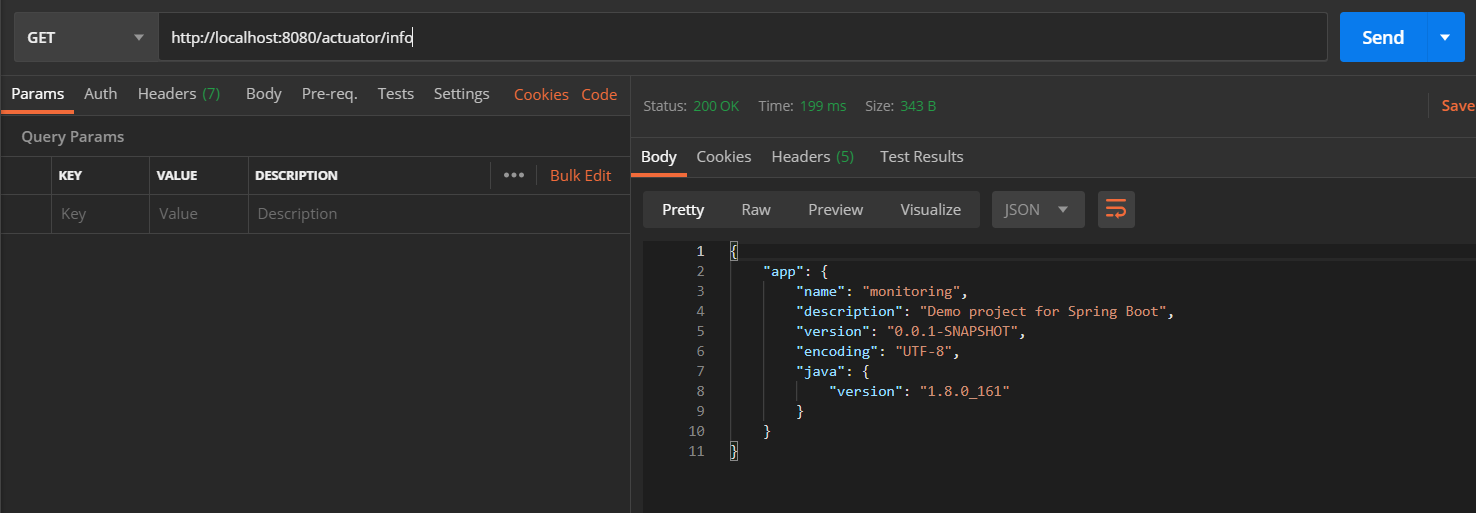 GET http://localhost:8080/actuator/info Send
Params Auth Headers (7) Body Pre-req. Tests Settings Cookies Code
Query Params
KEY VALUE DESCRIPTION ••• Bulk Edit
Key Value Description
Status: 200 OK Time: 199 ms Size: 343 B Save
Body Cookies Headers (5) Test Results
Pretty Raw Preview Visualize JSON
1 {
2 "app": {
3 "name": "monitoring",
4 "description": "Demo project for Spring Boot",
5 "version": "0.0.1-SNAPSHOT",
6 "encoding": "UTF-8",
7 "java": {
8 "version": "1.8.0_161"
9 }
10 }
11 }